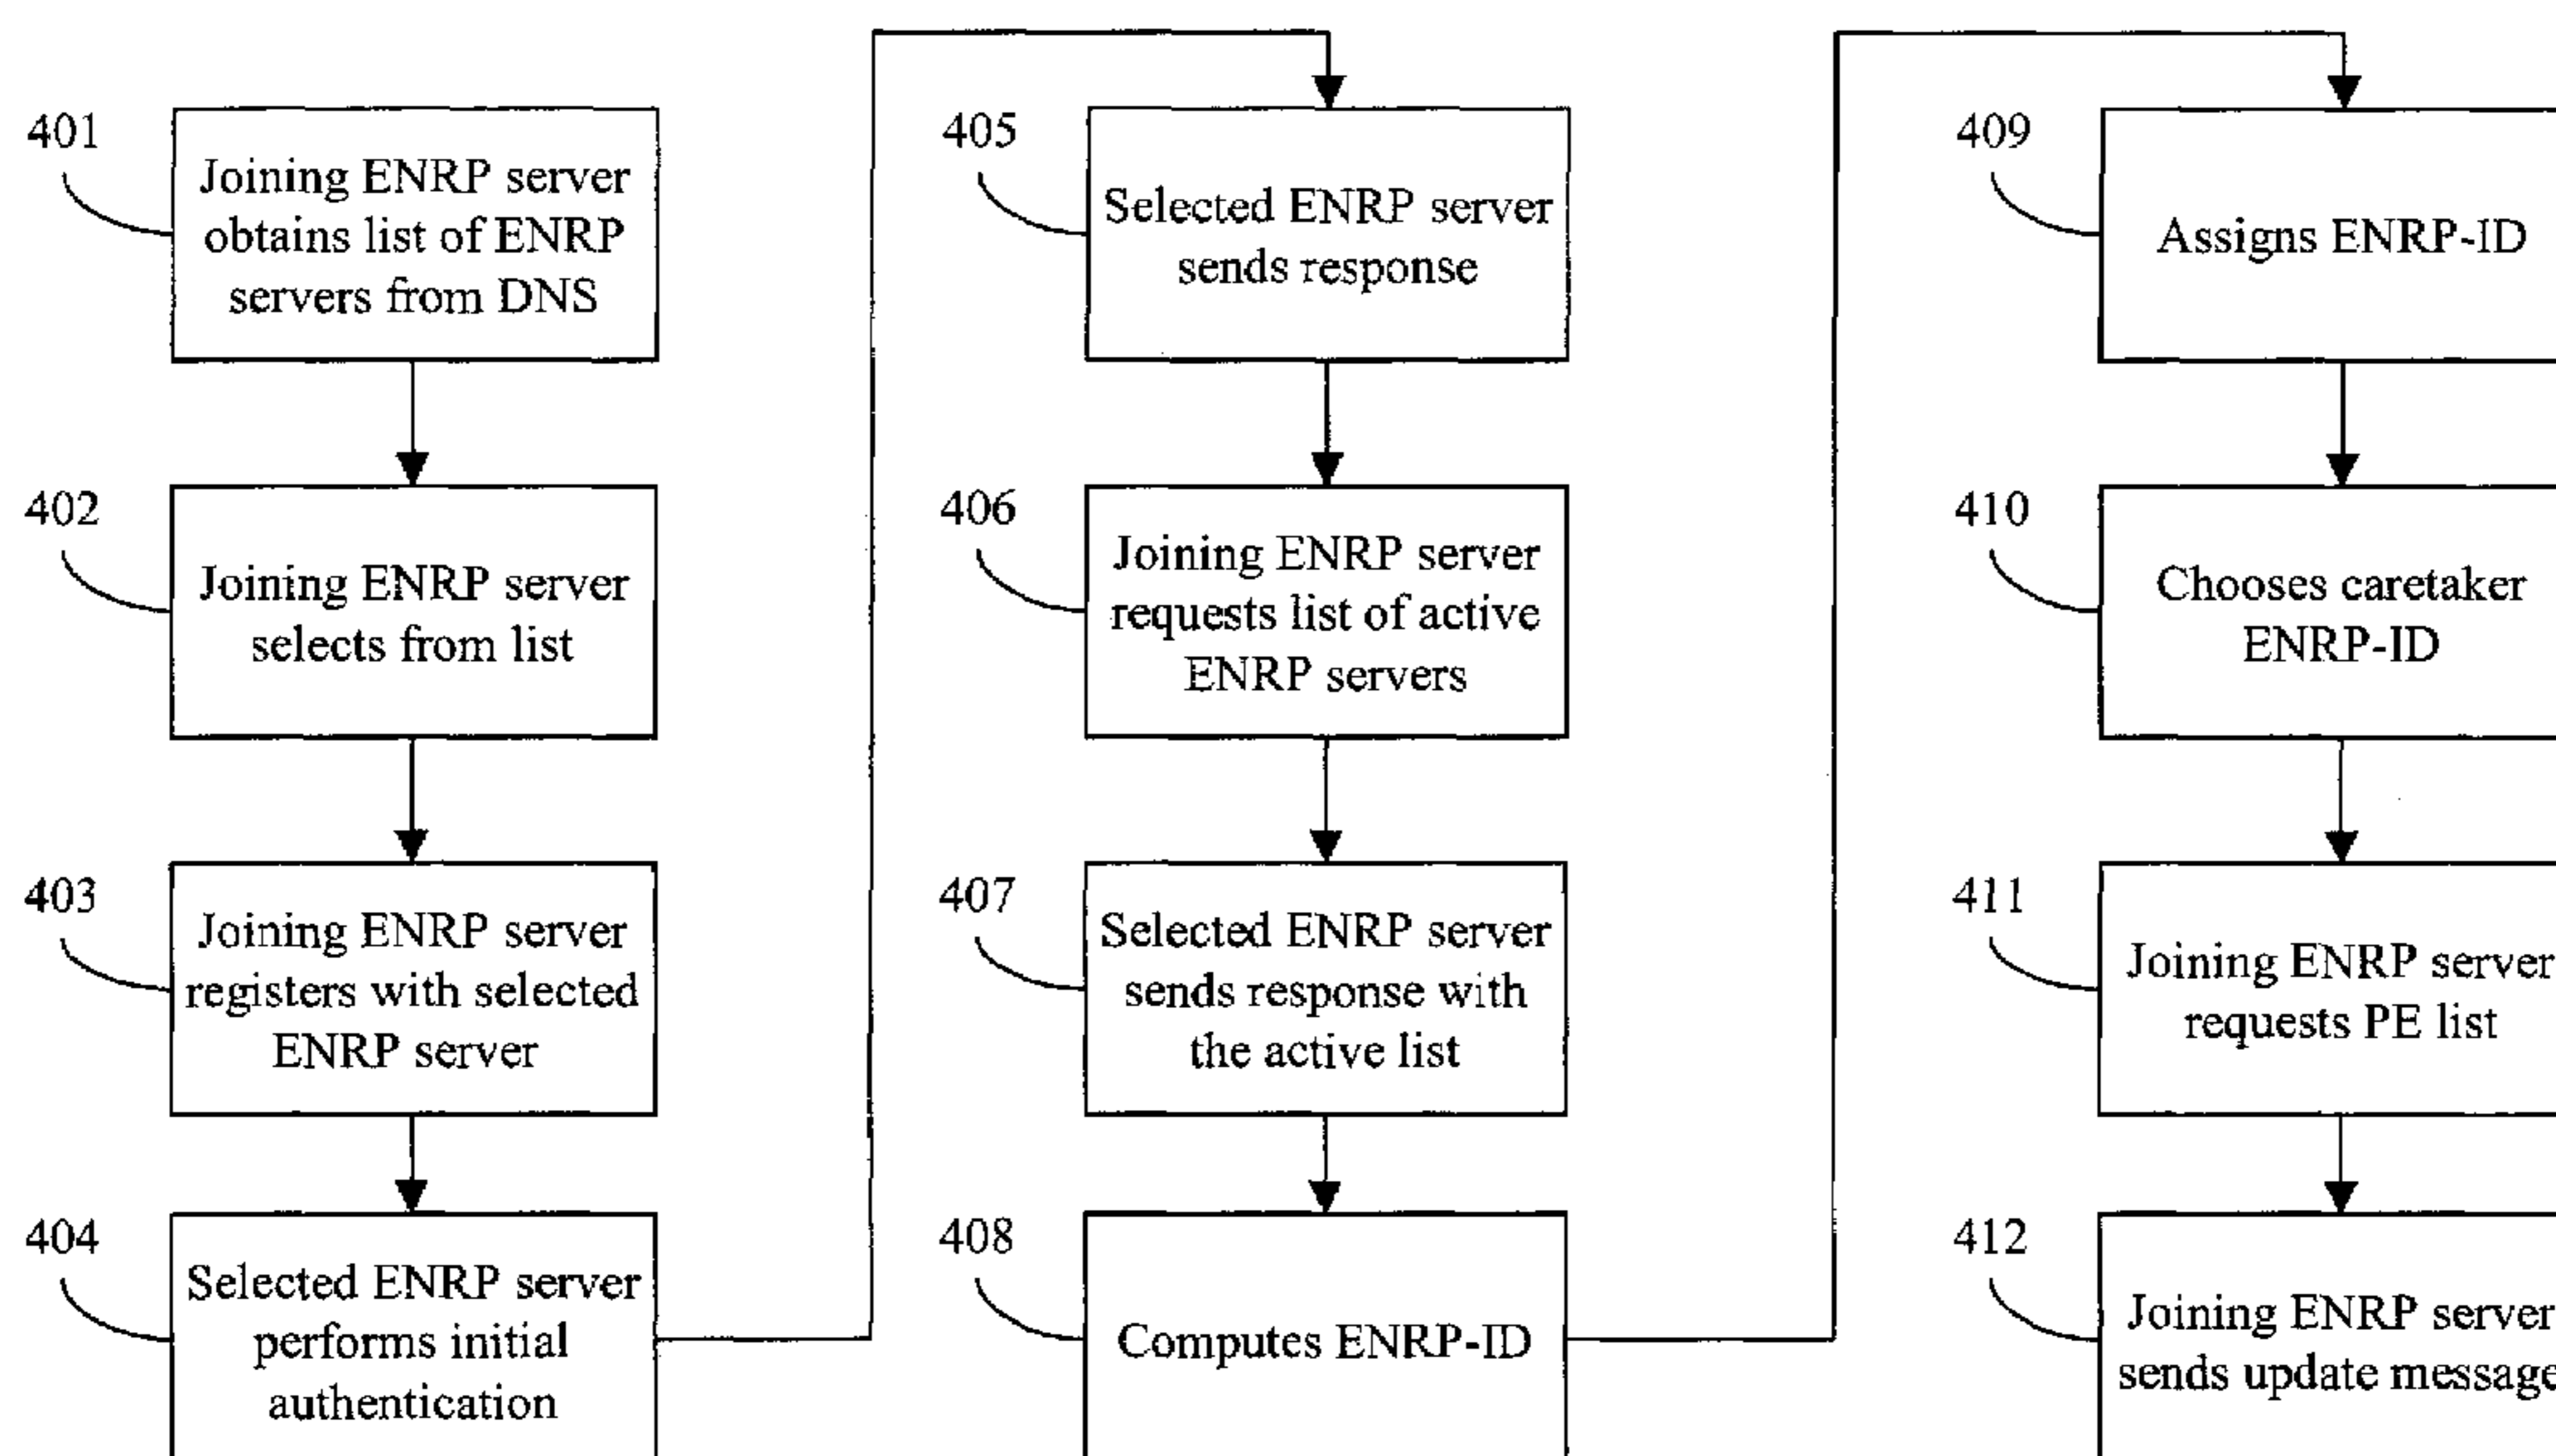 401
Joining ENRP server
obtains list of ENRP
servers from DNS
402
Joining ENRP server
selects from list
403
Joining ENRP server
registers with selected
ENRP server
404
Selected ENRP server
performs initial
authentication
405
Selected ENRP server
sends response
406
Joining ENRP server
requests list of active
ENRP servers
407
Selected ENRP server
sends response with
the active list
408
Computes ENRP-ID
409
Assigns ENRP-ID
410
Chooses caretaker
ENRP-ID
411
Joining ENRP server
requests PE list
412
Joining ENRP server
sends update message